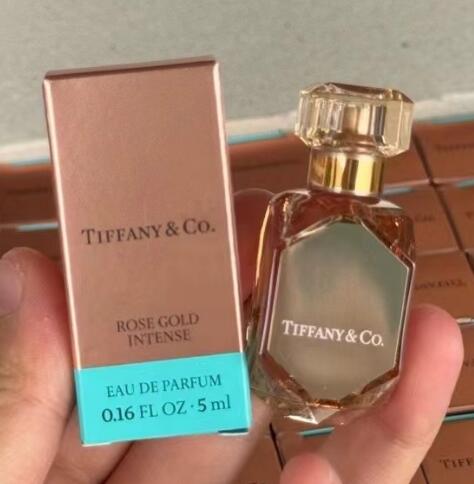 TIFFANY & CO.
ROSE GOLD
INTENSE
EAU DE PARFUM
0.16 FL OZ · 5 ml
TIFFANY & CO.